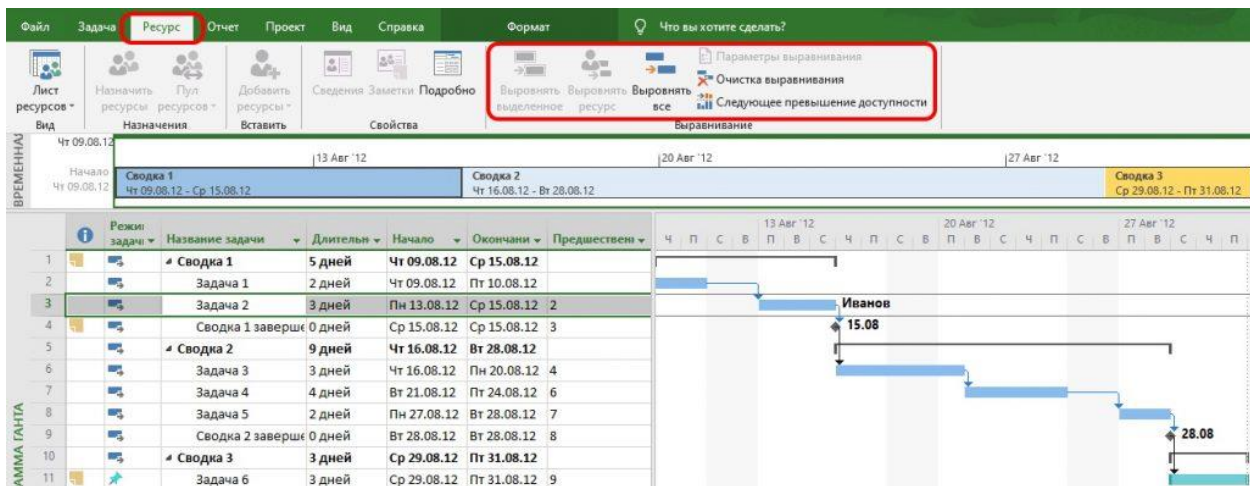 Файл Задача Ресурс Отчет Проект Вид Справка Формат Что вы хотите сделать?
Лист ресурсов
Назначить ресурсы
Пул ресурсов
Добавить ресурсы
Сведения Заметки Подробно
Выровнять выделенное
Выровнять ресурс
Выровнять все
Параметры выравнивания
Очистка выравнивания
Следующее превышение доступности
Вид Назначения Вставить Свойства Выравнивание
ВРЕМЕННАЯ
Чт 09.08.12
13 Авг '12 20 Авг '12 27 Авг '12
Начало
Чт 09.08.12
Сводка 1
Чт 09.08.12 - Ср 15.08.12
Сводка 2
Чт 16.08.12 - Вт 28.08.12
Сводка 3
Ср 29.08.12 - Пт 31.08.12
13 Авг '12 20 Авг '12 27 Авг '12
Режи задачи Название задачи Длительн Начало Окончани Предшествен
Ч П С В П В С Ч П С В П В С Ч П С В П В С Ч П
1 Сводка 1 5 дней Чт 09.08.12 Ср 15.08.12
2 Задача 1 2 дней Чт 09.08.12 Пт 10.08.12
3 Задача 2 3 дней Пн 13.08.12 Ср 15.08.12 2 Иванов
4 Сводка 1 заверше 0 дней Ср 15.08.12 Ср 15.08.12 3 15.08
5 Сводка 2 9 дней Чт 16.08.12 Вт 28.08.12
6 Задача 3 3 дней Чт 16.08.12 Пн 20.08.12 4
7 Задача 4 4 дней Вт 21.08.12 Пт 24.08.12 6
8 Задача 5 2 дней Пн 27.08.12 Вт 28.08.12 7
9 Сводка 2 заверше 0 дней Вт 28.08.12 Вт 28.08.12 8 28.08
10 Сводка 3 3 дней Ср 29.08.12 Пт 31.08.12
11 Задача 6 3 дней Ср 29.08.12 Пт 31.08.12 9
АММА ГАНТА